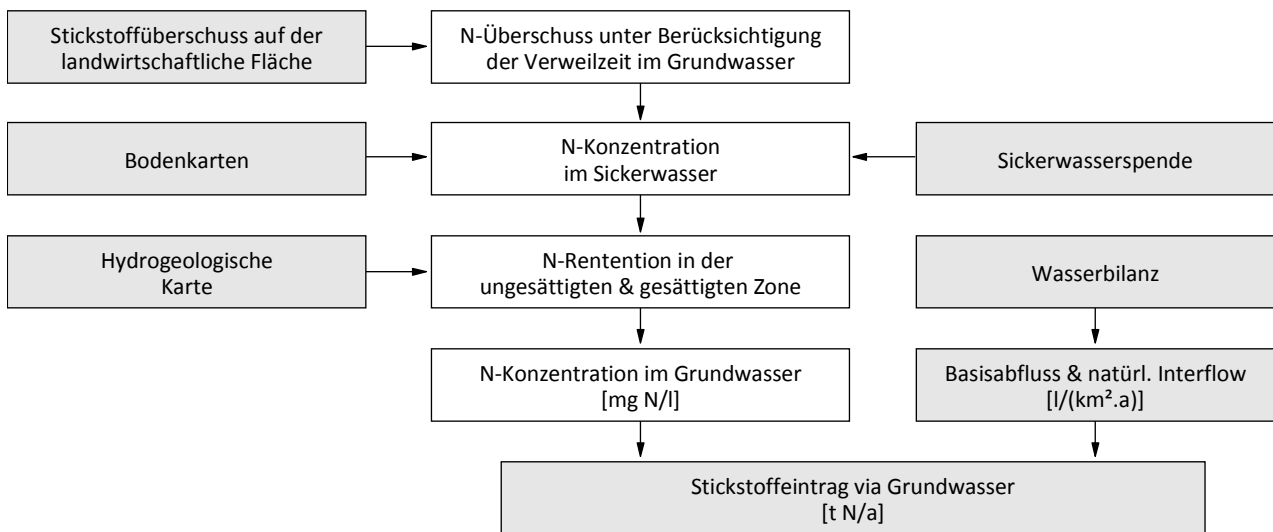 Stickstoffüberschuss auf der
landwirtschaftliche Fläche
N-Überschuss unter Berücksichtigung
der Verweilzeit im Grundwasser
Bodenkarten
N-Konzentration
im Sickerwasser
Sickerwasserspende
Hydrogeologische
Karte
N-Rentention in der
ungesättigten & gesättigten Zone
Wasserbilanz
N-Konzentration im Grundwasser
[mg N/l]
Basisabfluss & natürl. Interflow
[l/(km².a)]
Stickstoffeintrag via Grundwasser
[t N/a]